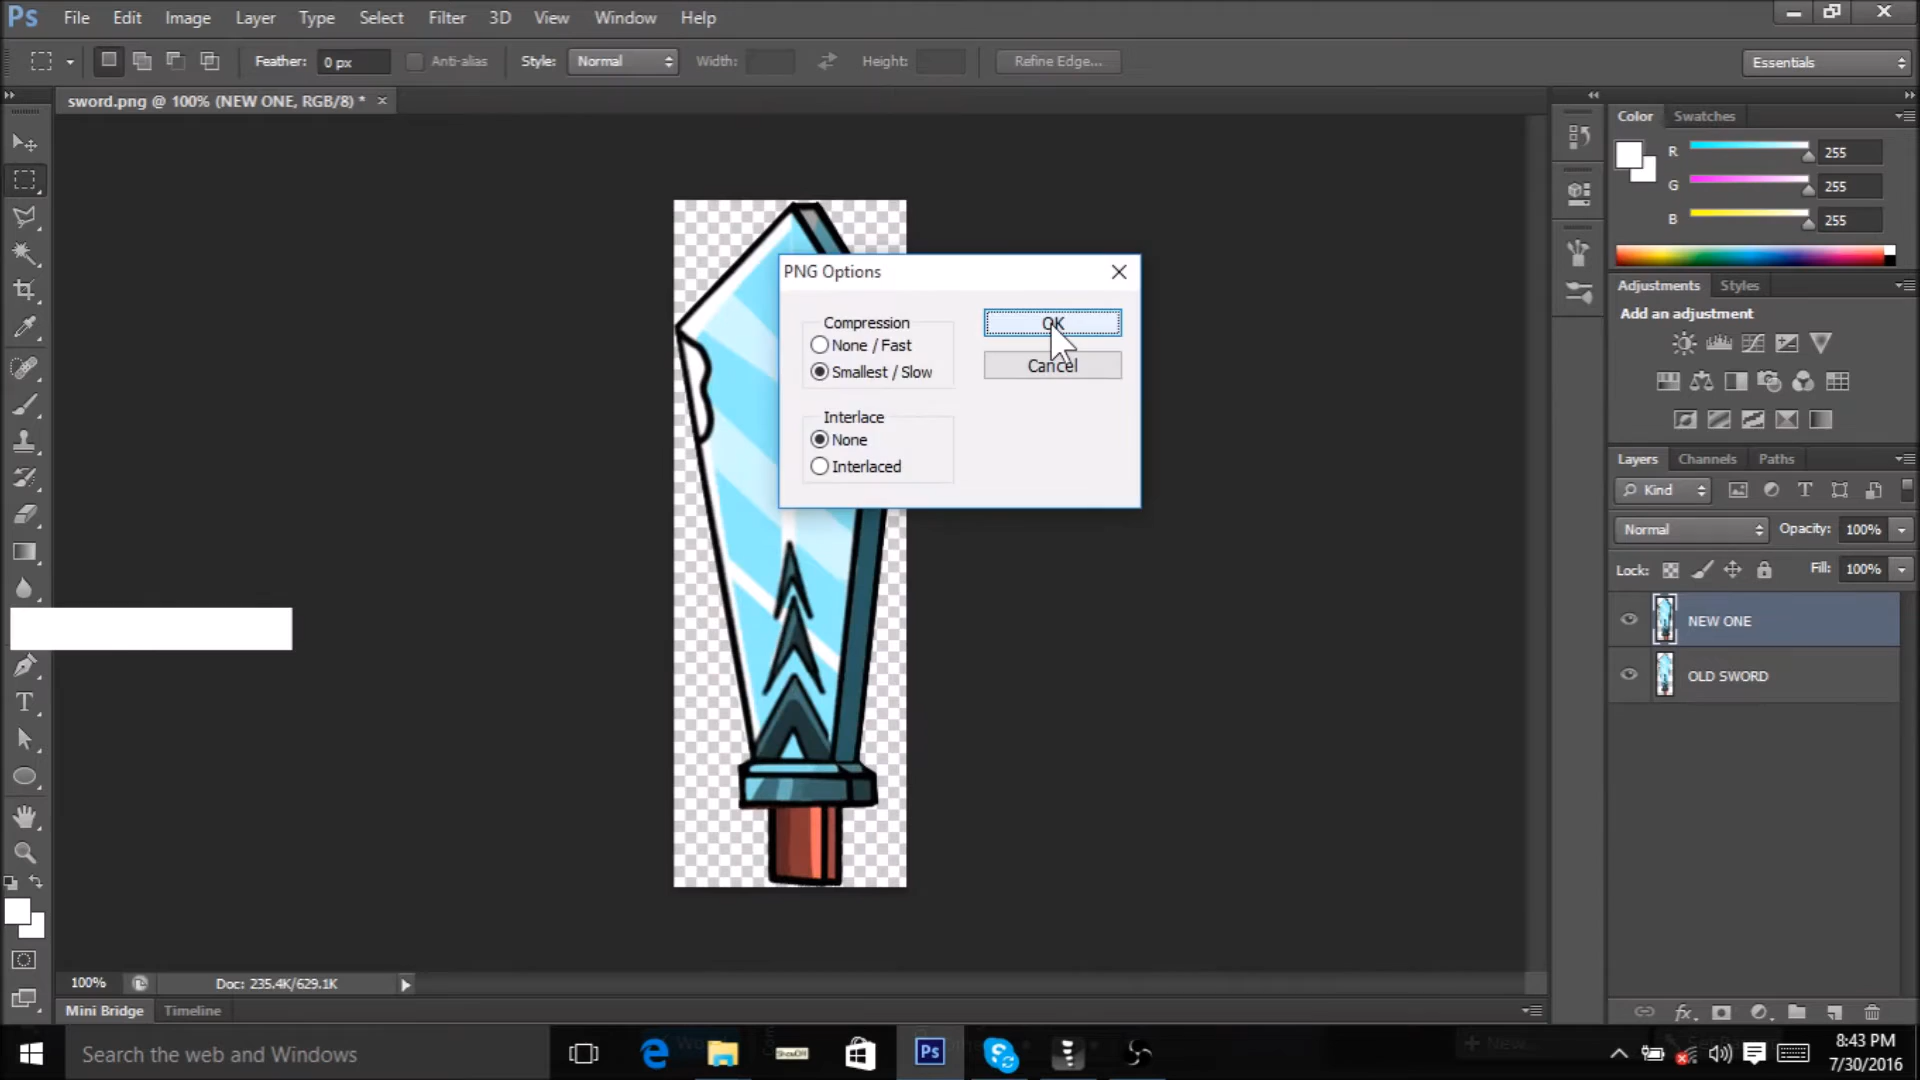 Ps File Edit Image Layer Type Select Filter 3D View Window Help
Feather: 0 px Anti-alias Style: Normal Width: Height: Refine Edge... Essentials
sword.png @ 100% (NEW ONE, RGB/8) * ×
Color Swatches
R 255
G 255
B 255
Adjustments Styles
Add an adjustment
PNG Options
Compression
None / Fast
Smallest / Slow
OK
Cancel
Interlace
None
Interlaced
Layers Channels Paths
Kind
Normal Opacity: 100%
Lock: Fill: 100%
NEW ONE
OLD SWORD
100% Doc: 235.4K/629.1K
Mini Bridge Timeline
Search the web and Windows
Ps
8:43 PM
7/30/2016